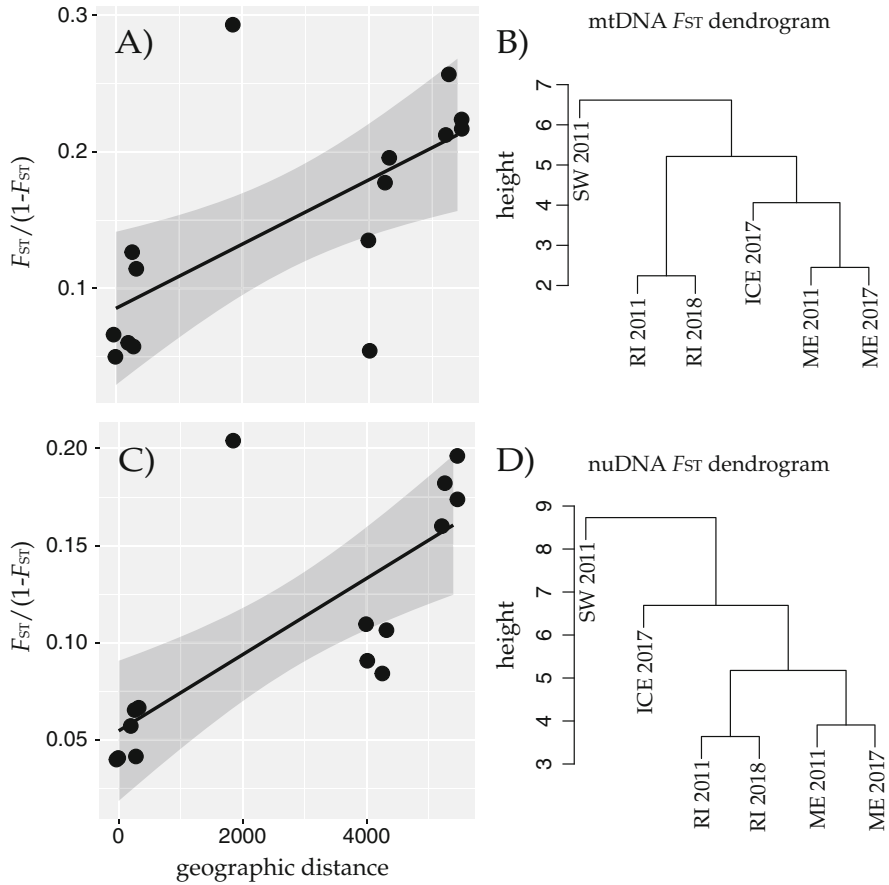 A)
0.3
0.2
0.1
FST/(1-FST)
B)
mtDNA FST dendrogram
7
6
5
4
3
2
height
SW 2011
RI 2011
RI 2018
ICE 2017
ME 2011
ME 2017
C)
0.20
0.15
0.10
0.05
FST/(1-FST)
0
2000
4000
geographic distance
D)
nuDNA FST dendrogram
9
8
7
6
5
4
3
height
SW 2011
ICE 2017
RI 2011
RI 2018
ME 2011
ME 2017